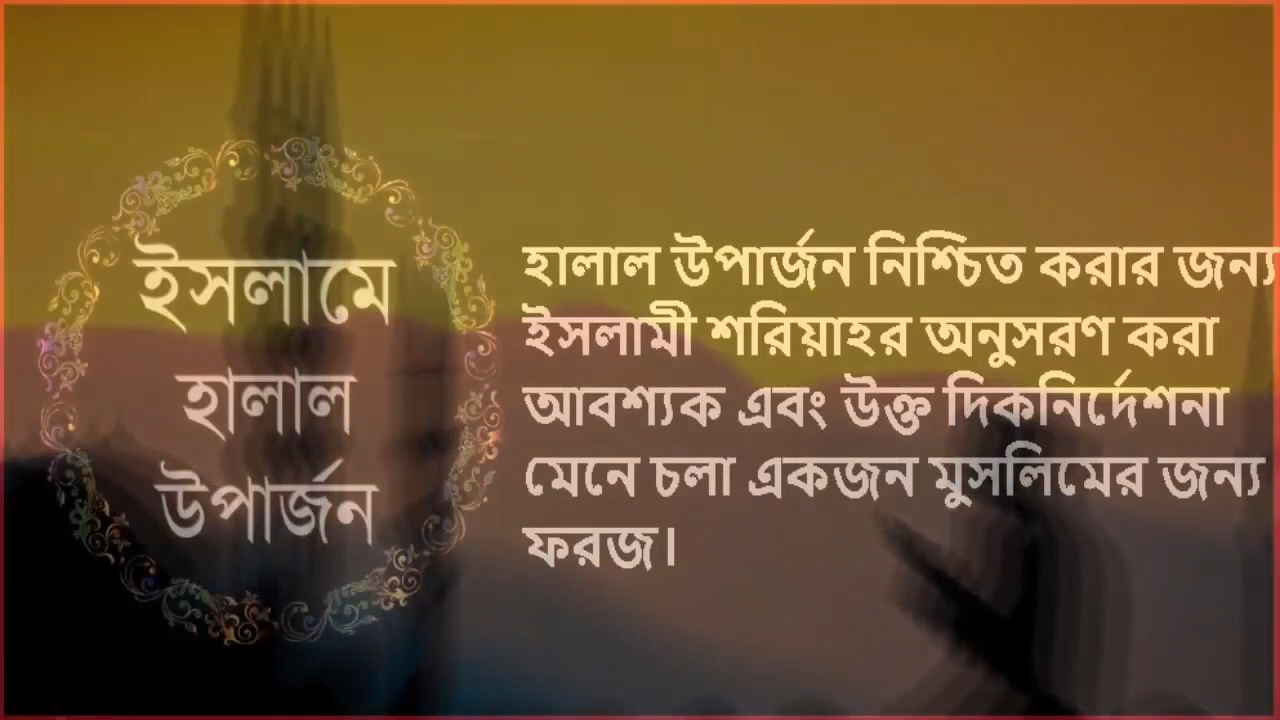 ইসলামে
হালাল
উপার্জন
হালাল উপার্জন নিশ্চিত করার জন্য
ইসলামী শরিয়াহর অনুসরণ করা
আবশ্যক এবং উক্ত দিকনির্দেশনা
মেনে চলা একজন মুসলিমের জন্য
ফরজ।